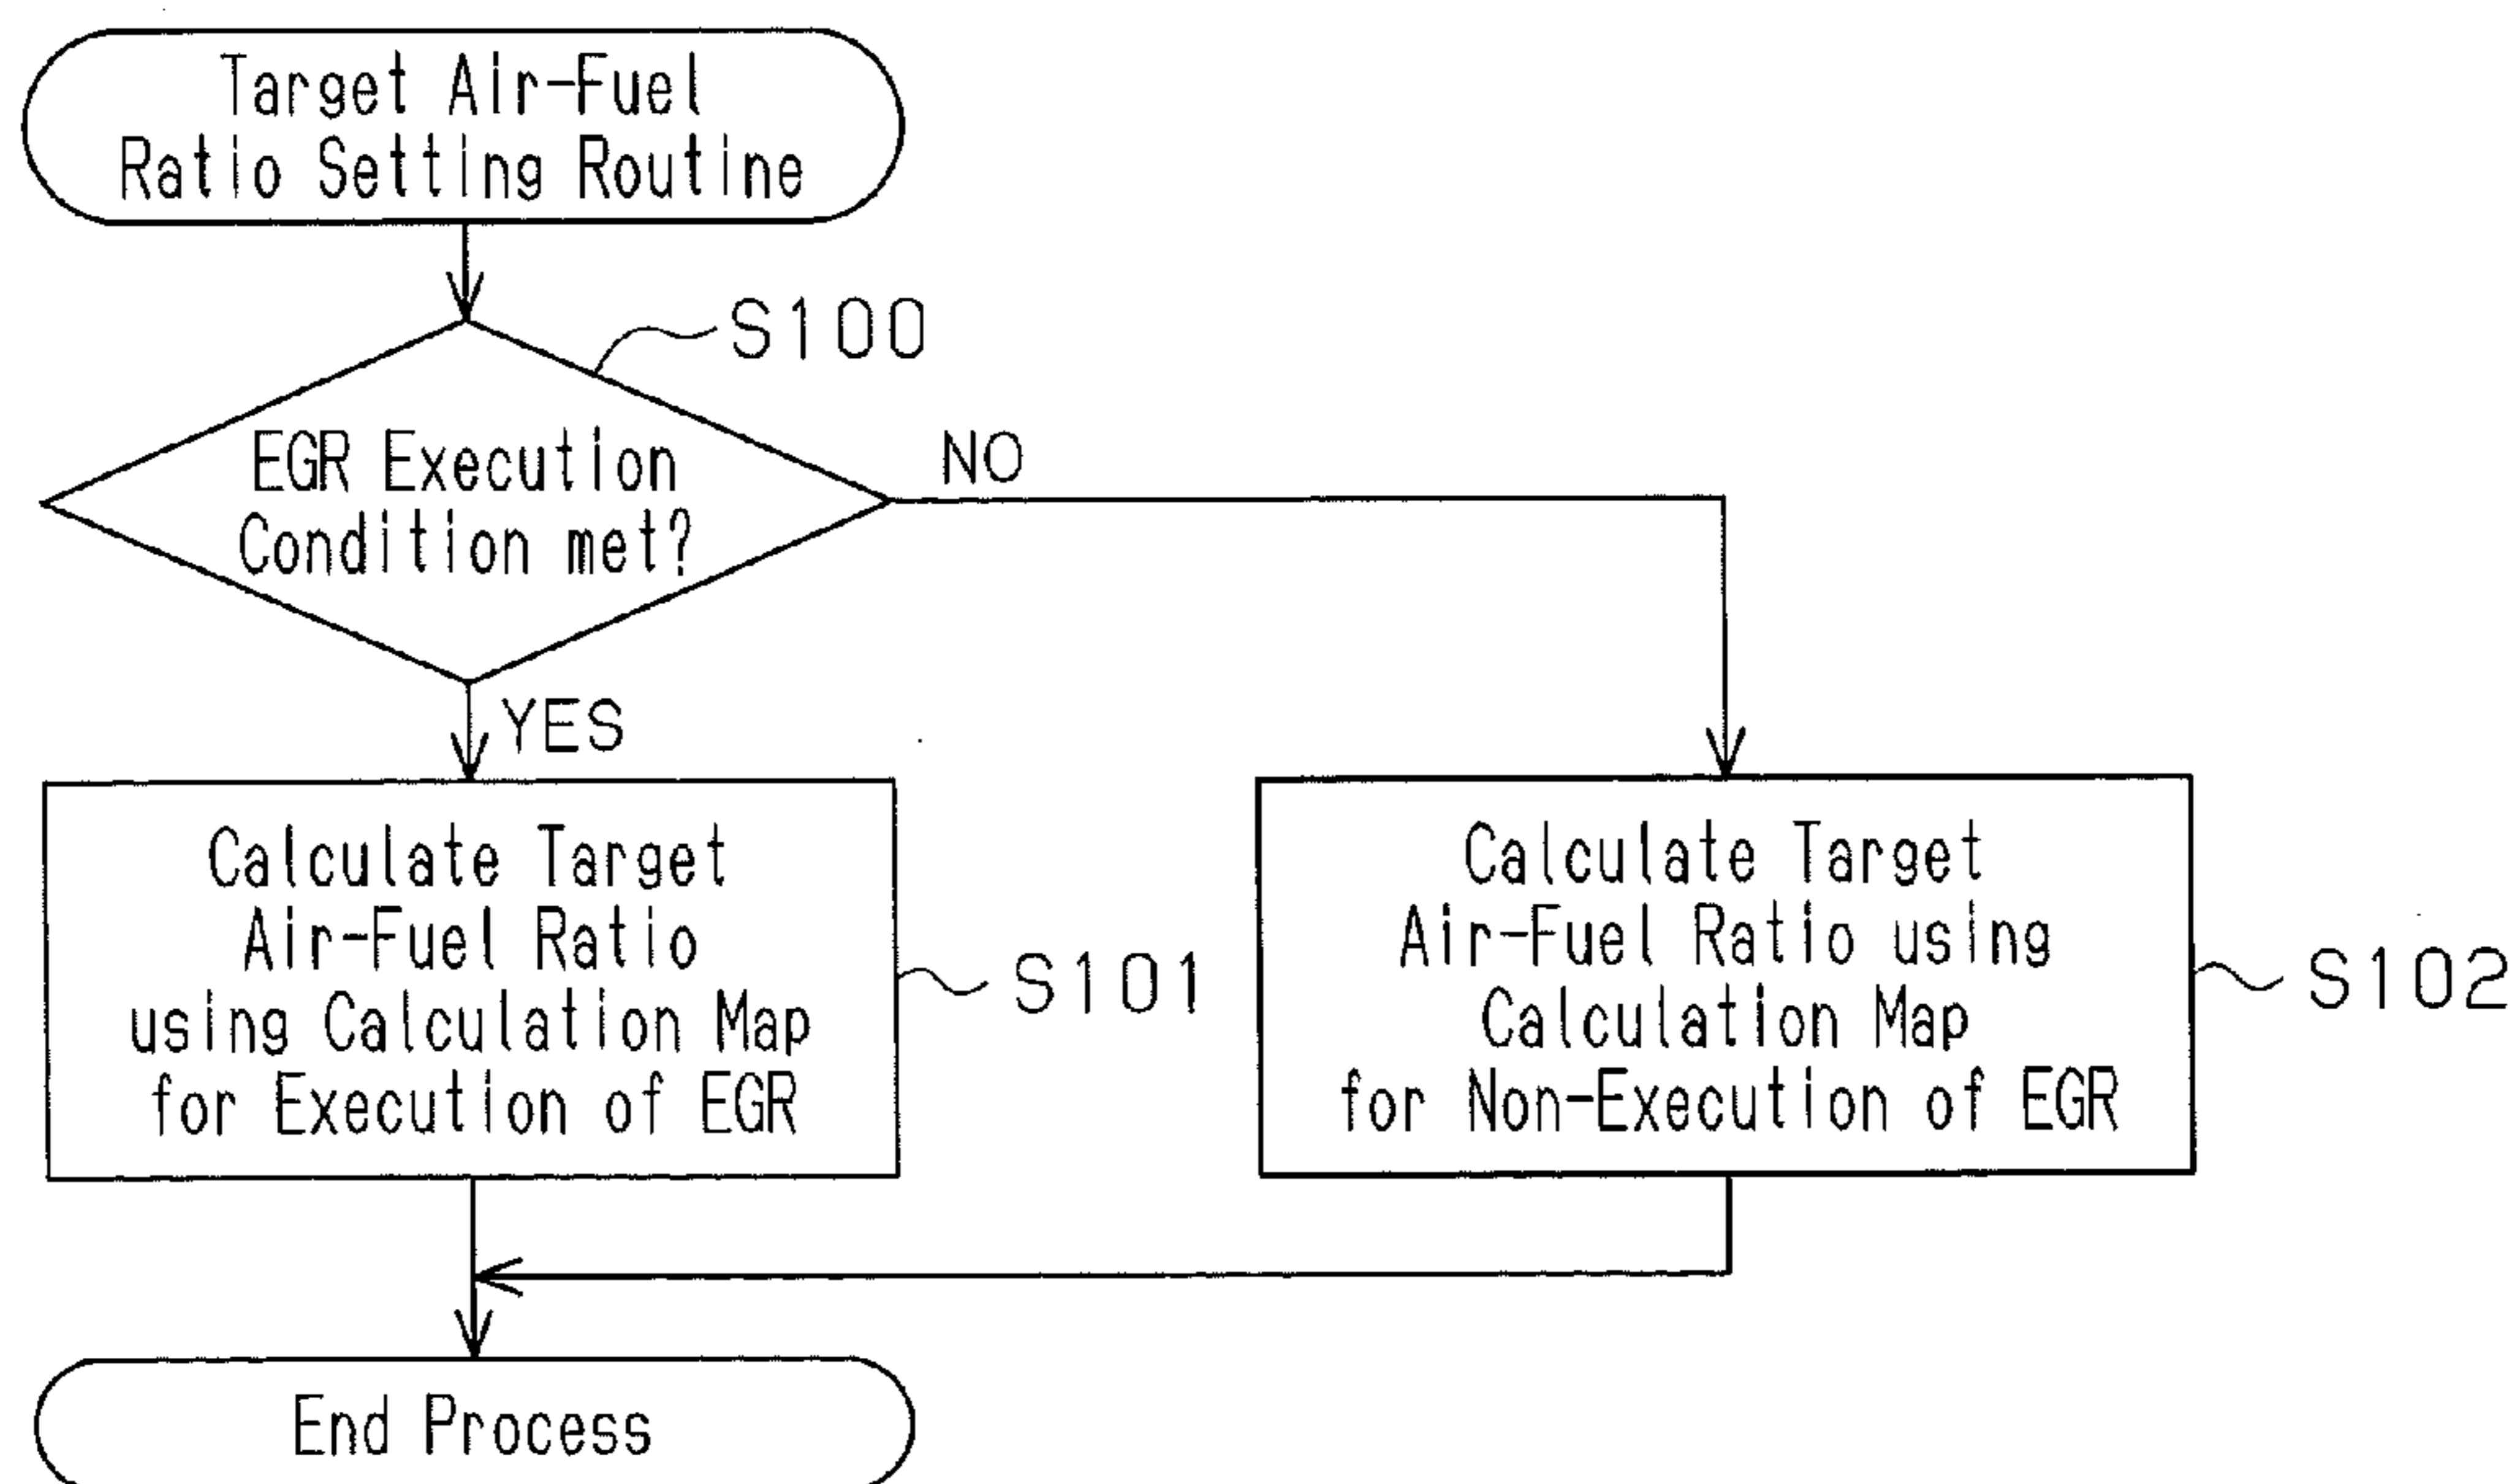 Target Air-Fuel
Ratio Setting Routine
S100
EGR Execution
Condition met?
NO
YES
Calculate Target
Air-Fuel Ratio
using Calculation Map
for Execution of EGR
S101
Calculate Target
Air-Fuel Ratio using
Calculation Map
for Non-Execution of EGR
S102
End Process